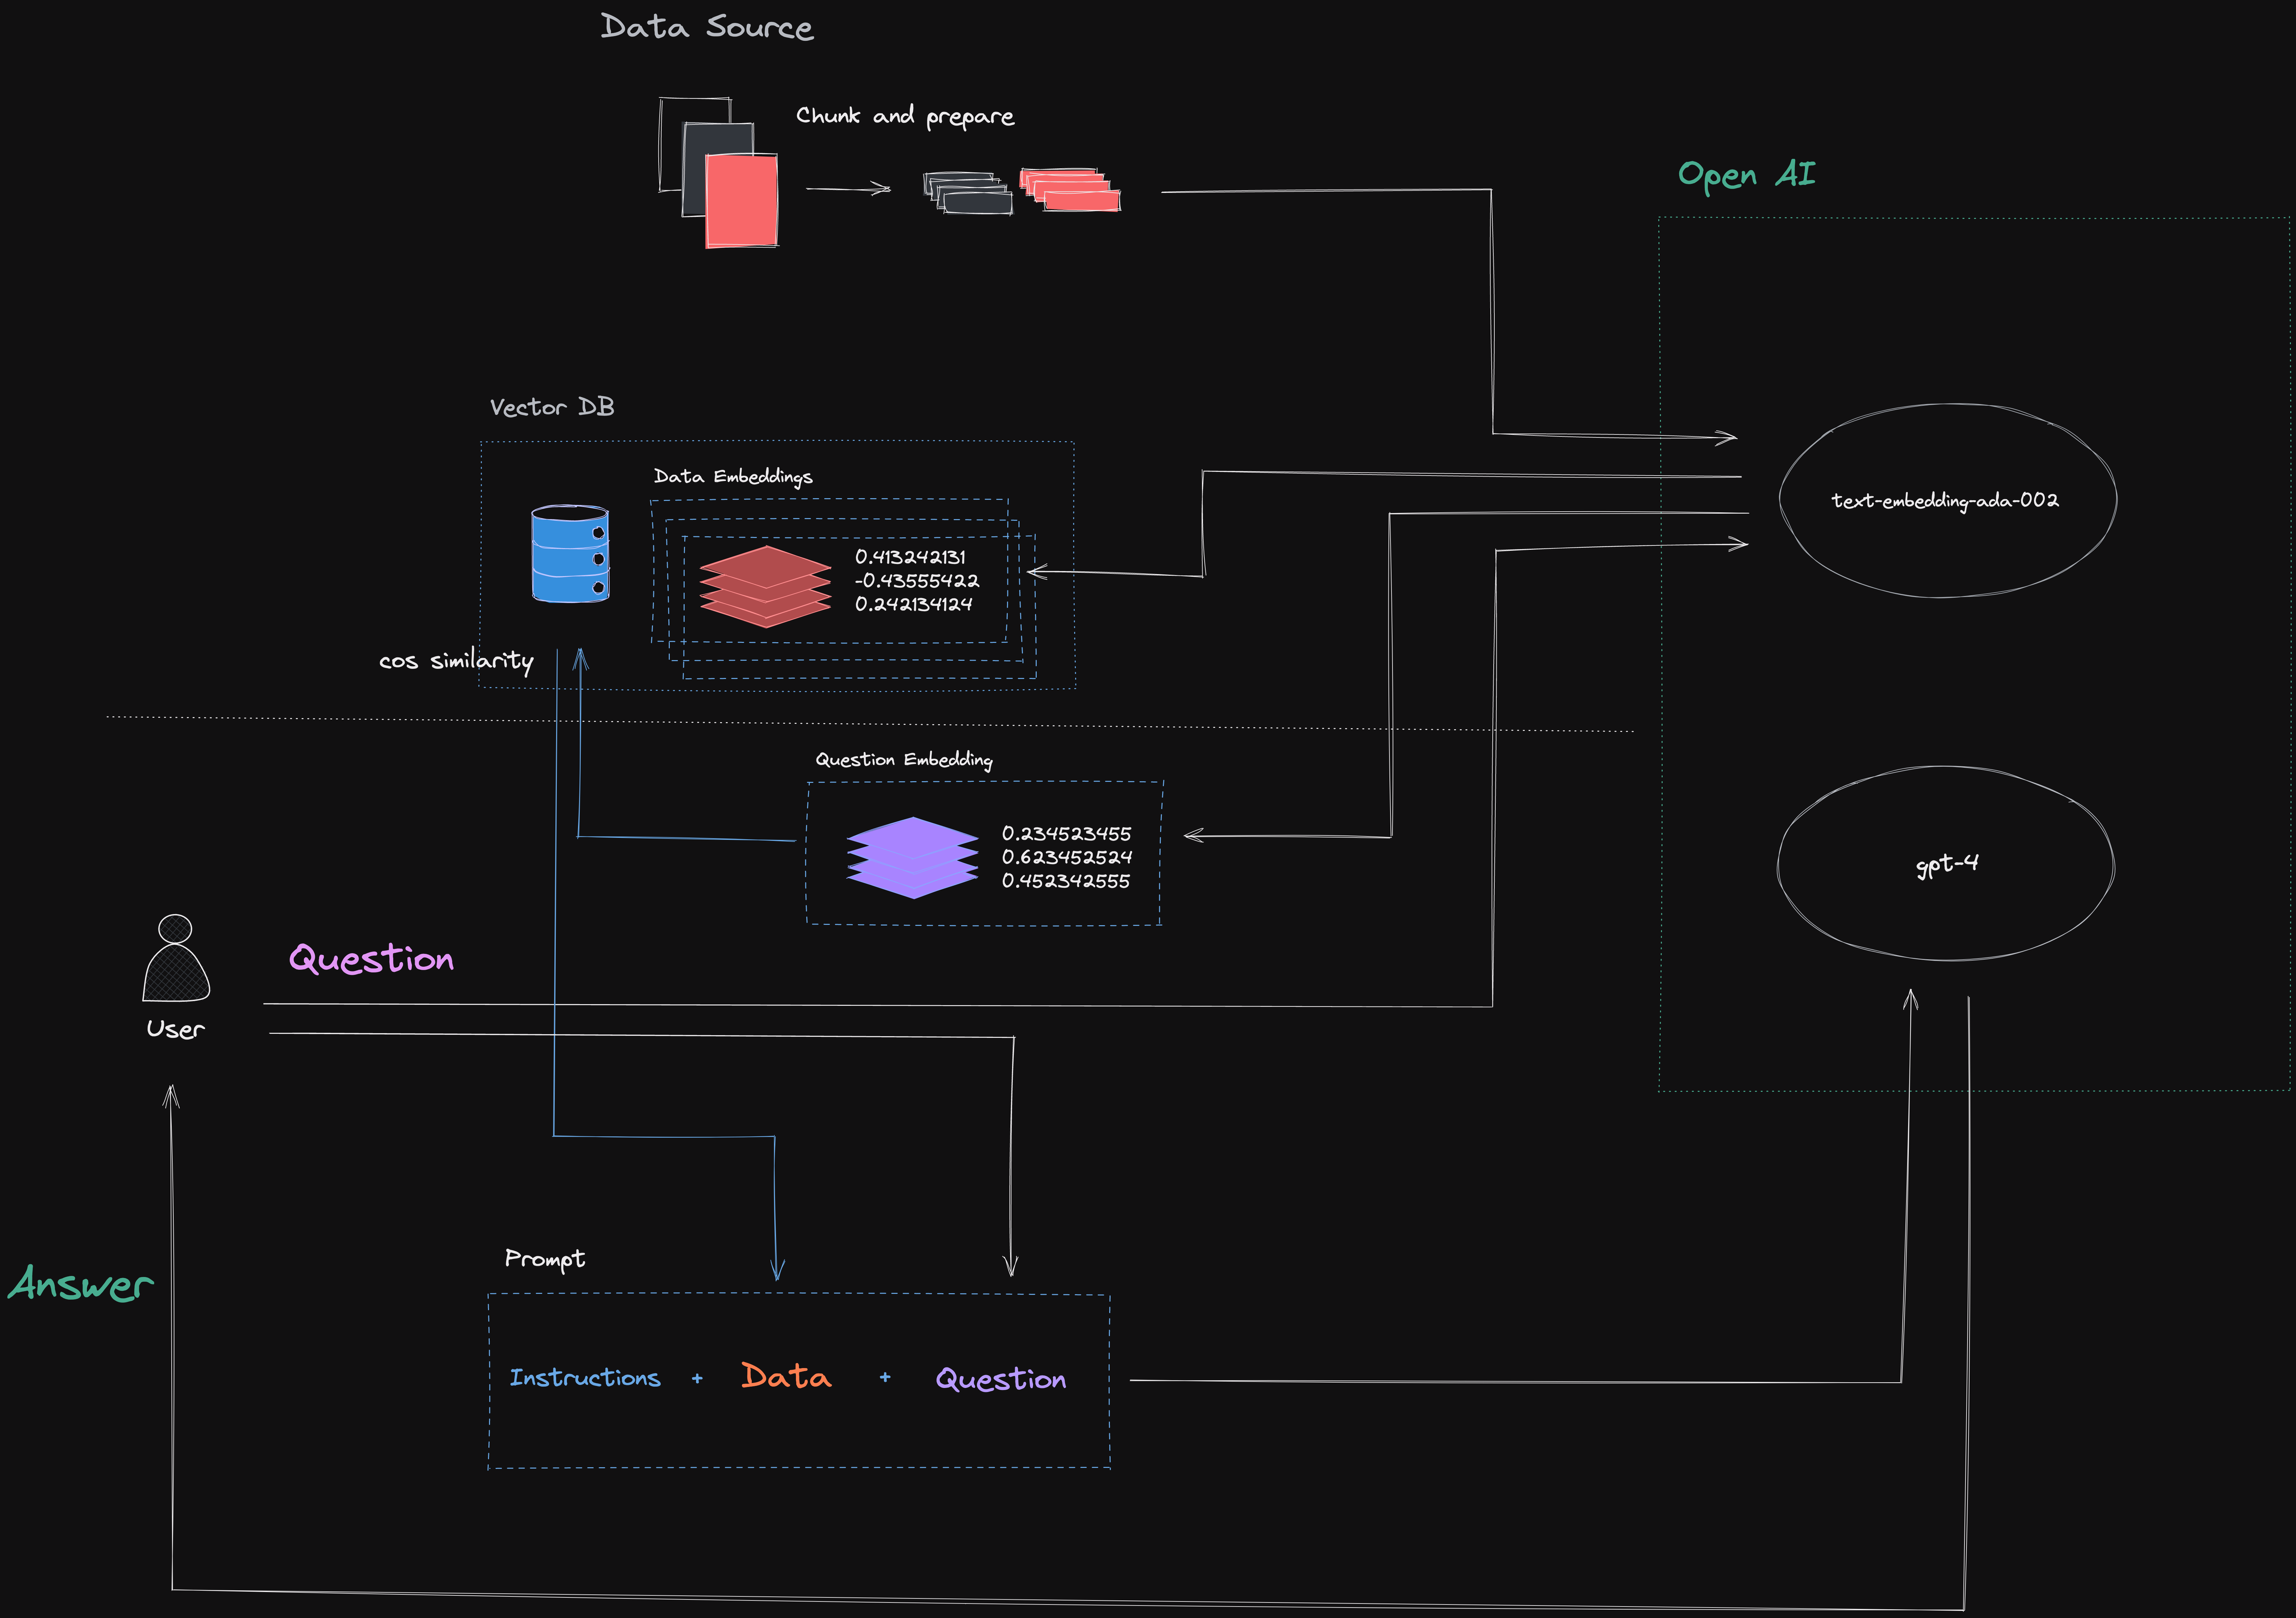 Data Source
Chunk and prepare
Open AI
Vector DB
Data Embeddings
text-embedding-ada-002
0.413242131
-0.43555422
0.242134124
cos similarity
Question Embedding
0.234523455
0.623452524
0.452342555
gpt-4
Question
User
Prompt
Answer
Instructions + Data + Question